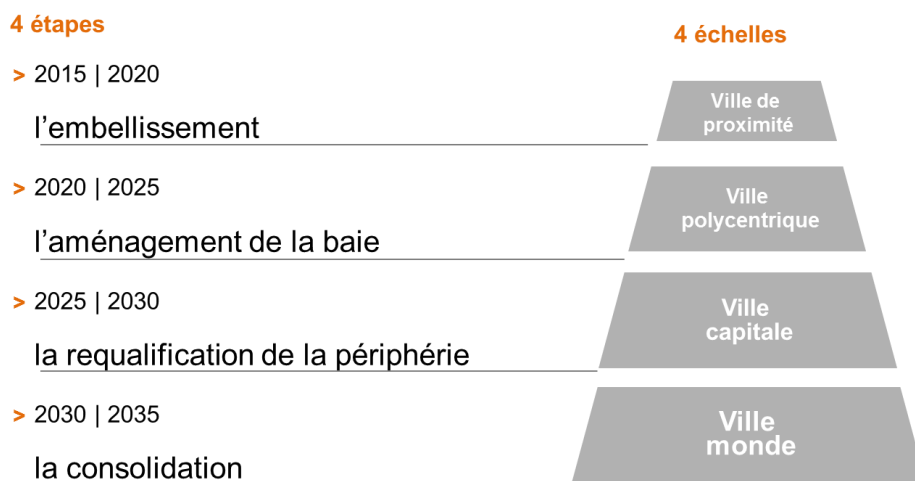 4 étapes
4 échelles
> 2015 | 2020
l’embellissement
Ville de
proximité
> 2020 | 2025
l’aménagement de la baie
Ville
polycentrique
> 2025 | 2030
la requalification de la périphérie
Ville
capitale
> 2030 | 2035
la consolidation
Ville
monde